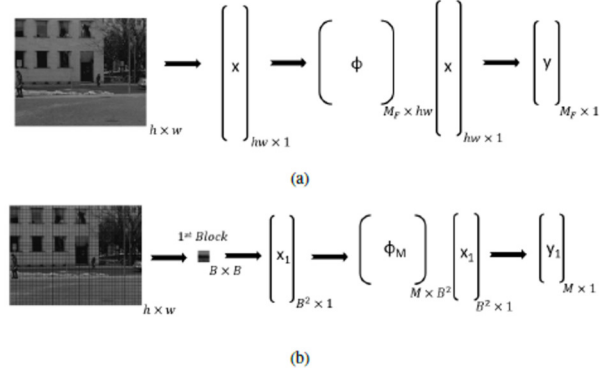 x ϕ x y
h × w hw × 1 M_F × hw hw × 1 M_F × 1
(a)
1st Block
x₁ ϕ_M x₁ y₁
h × w B × B B² × 1 M × B² B² × 1 M × 1
(b)